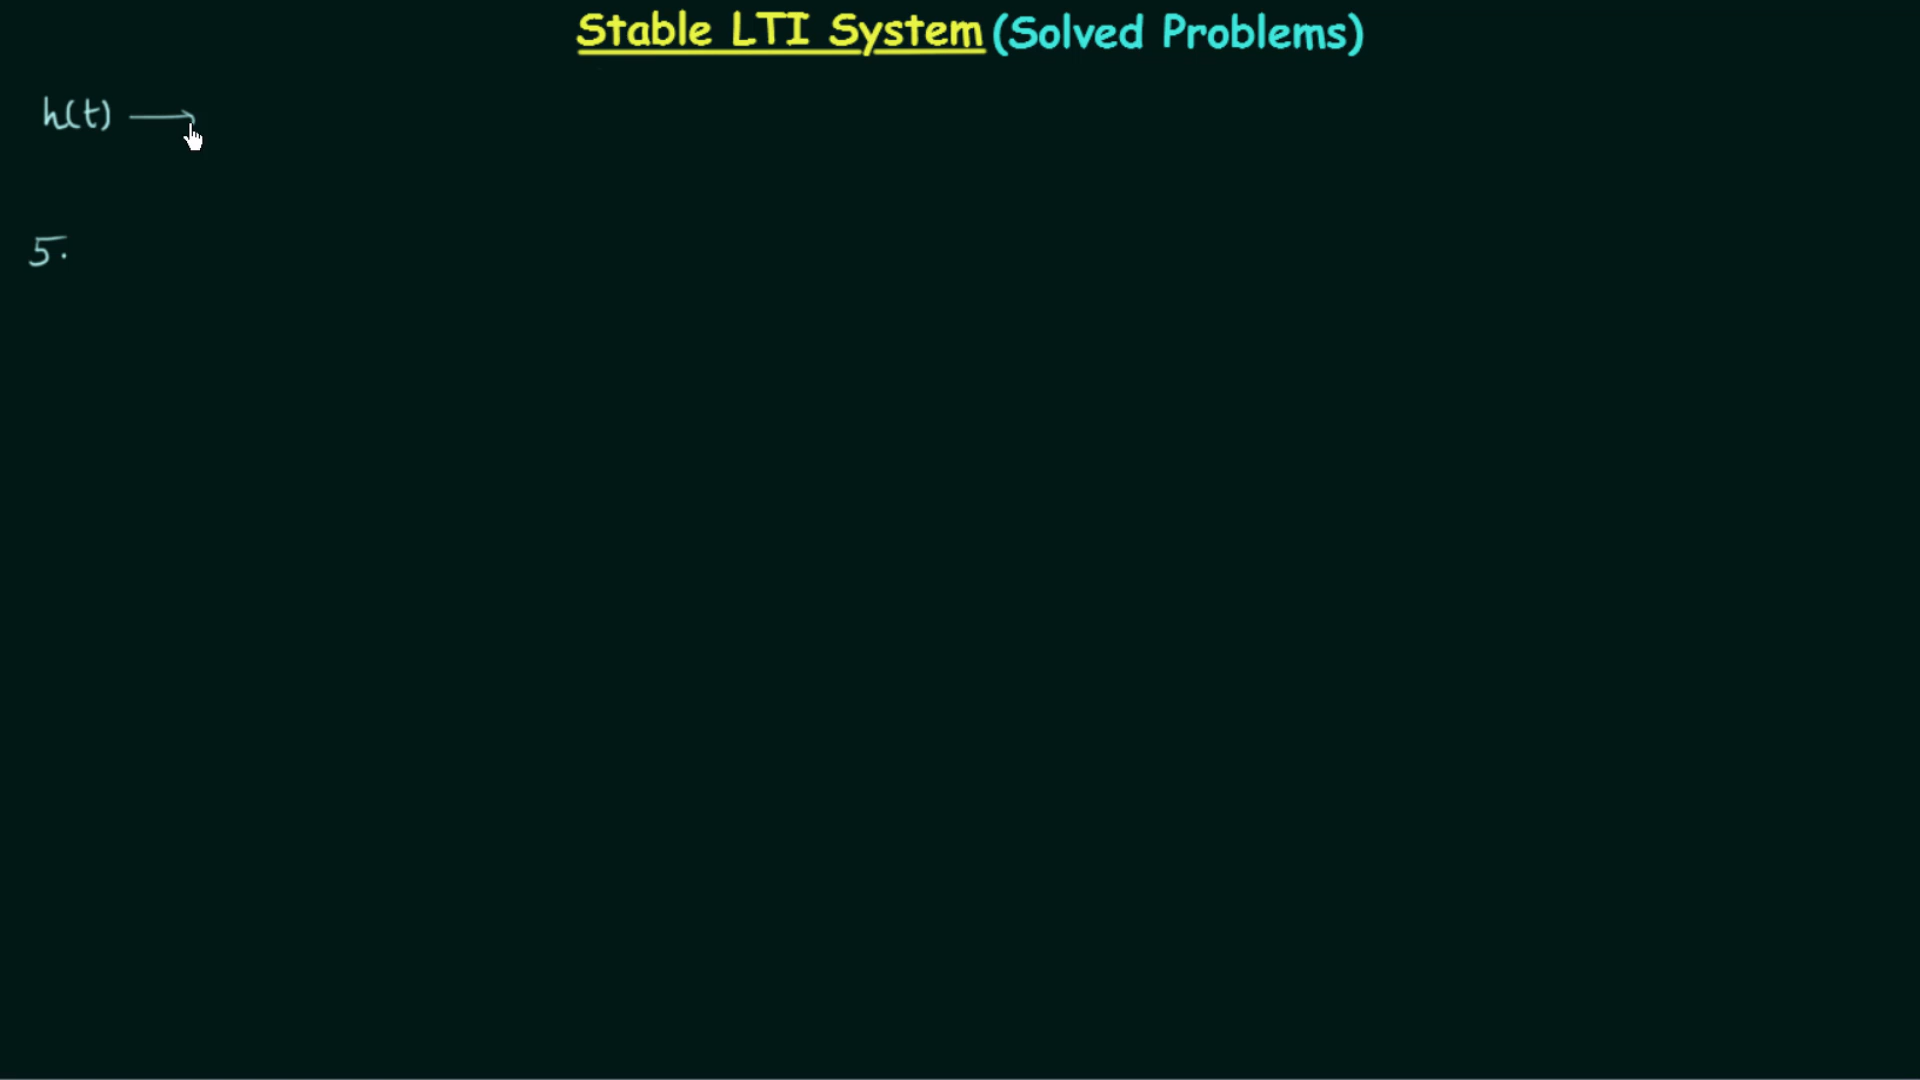 Stable LTI System (Solved Problems)
h(t) →
5.